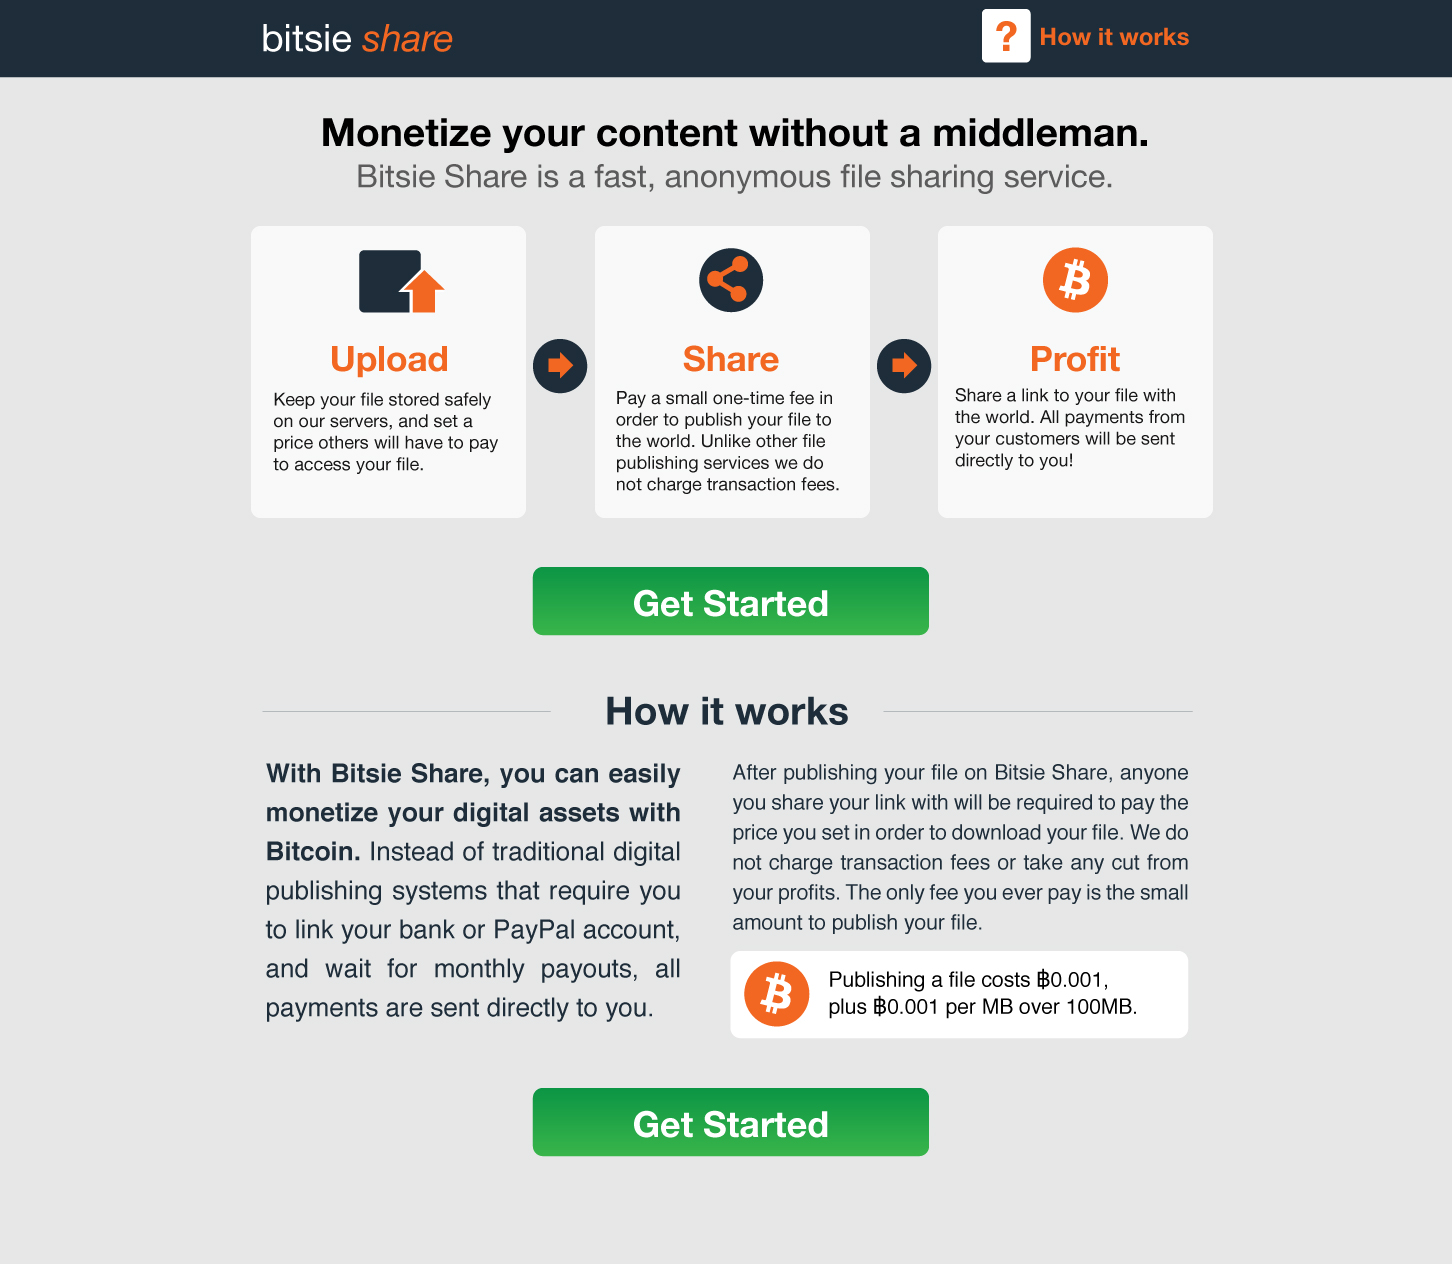 bitsie share
? How it works
Monetize your content without a middleman.
Bitsie Share is a fast, anonymous file sharing service.
Upload
Keep your file stored safely
on our servers, and set a
price others will have to pay
to access your file.
Share
Pay a small one-time fee in
order to publish your file to
the world. Unlike other file
publishing services we do
not charge transaction fees.
Profit
Share a link to your file with
the world. All payments from
your customers will be sent
directly to you!
Get Started
How it works
With Bitsie Share, you can easily
monetize your digital assets with
Bitcoin. Instead of traditional digital
publishing systems that require you
to link your bank or PayPal account,
and wait for monthly payouts, all
payments are sent directly to you.
After publishing your file on Bitsie Share, anyone
you share your link with will be required to pay the
price you set in order to download your file. We do
not charge transaction fees or take any cut from
your profits. The only fee you ever pay is the small
amount to publish your file.
Publishing a file costs ฿0.001,
plus ฿0.001 per MB over 100MB.
Get Started